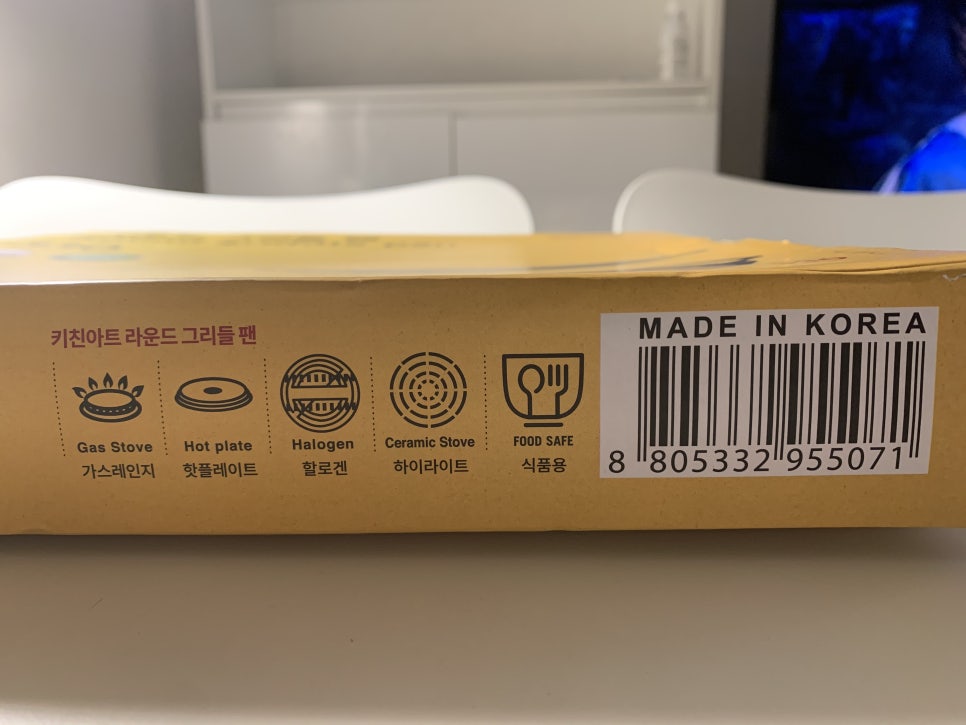 키친아트 라운드 그리들 팬
Gas Stove
가스레인지
Hot plate
핫플레이트
Halogen
할로겐
Ceramic Stove
하이라이트
FOOD SAFE
식품용
MADE IN KOREA
8 805332 955071